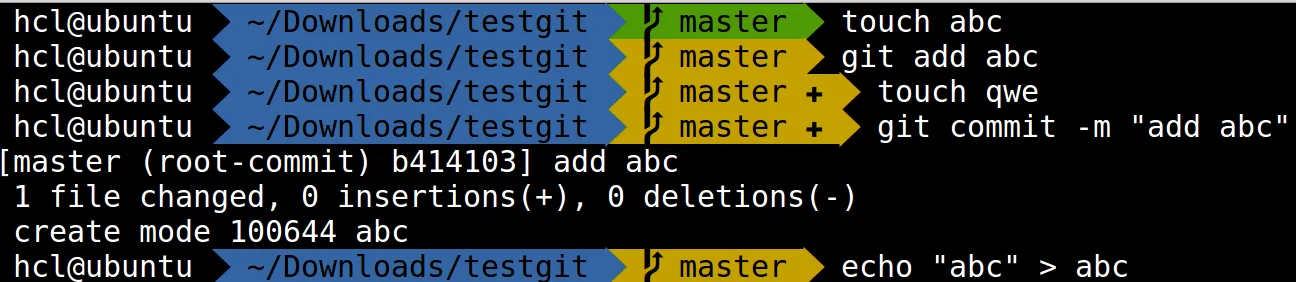 hcl@ubuntu ~/Downloads/testgit master touch abc
hcl@ubuntu ~/Downloads/testgit master git add abc
hcl@ubuntu ~/Downloads/testgit master + touch qwe
hcl@ubuntu ~/Downloads/testgit master + git commit -m "add abc"
[master (root-commit) b414103] add abc
1 file changed, 0 insertions(+), 0 deletions(-)
create mode 100644 abc
hcl@ubuntu ~/Downloads/testgit master echo "abc" > abc